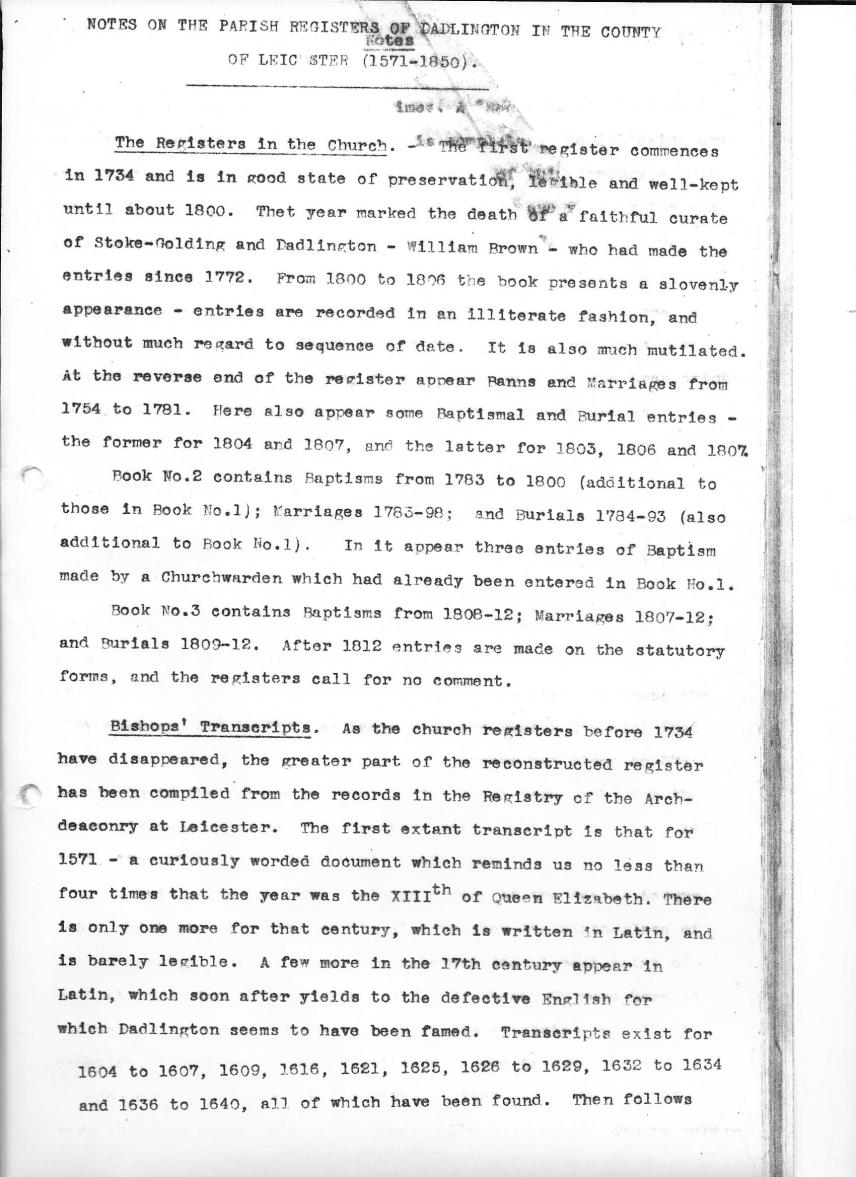 NOTES ON THE PARISH REGISTERS OF DADLINGTON IN THE COUNTY
Notes
OF LEIC STER (1571-1850).
imes. A
The Registers in the Church. - The first register commences
in 1734 and is in good state of preservation, legible and well-kept
until about 1800. Thet year marked the death of a faithful curate
of Stoke-Golding and Dadlington - William Brown - who had made the
entries since 1772. From 1800 to 1806 the book presents a slovenly
appearance - entries are recorded in an illiterate fashion, and
without much regard to sequence of date. It is also much mutilated.
At the reverse end of the register appear Banns and Marriages from
1754 to 1781. Here also appear some Baptismal and Burial entries -
the former for 1804 and 1807, and the latter for 1803, 1806 and 1807.
Book No.2 contains Baptisms from 1783 to 1800 (additional to
those in Book No.1); Marriages 1783-98; and Burials 1784-93 (also
additional to Book No.1). In it appear three entries of Baptism
made by a Churchwarden which had already been entered in Book No.1.
Book No.3 contains Baptisms from 1808-12; Marriages 1807-12;
and Burials 1809-12. After 1812 entries are made on the statutory
forms, and the registers call for no comment.
Bishops' Transcripts. As the church registers before 1734
have disappeared, the greater part of the reconstructed register
has been compiled from the records in the Registry of the Arch-
deaconry at Leicester. The first extant transcript is that for
1571 - a curiously worded document which reminds us no less than
four times that the year was the XIIIth of Queen Elizabeth. There
is only one more for that century, which is written in Latin, and
is barely legible. A few more in the 17th century appear in
Latin, which soon after yields to the defective English for
which Dadlington seems to have been famed. Transcripts exist for
1604 to 1607, 1609, 1616, 1621, 1625, 1626 to 1629, 1632 to 1634
and 1636 to 1640, all of which have been found. Then follows